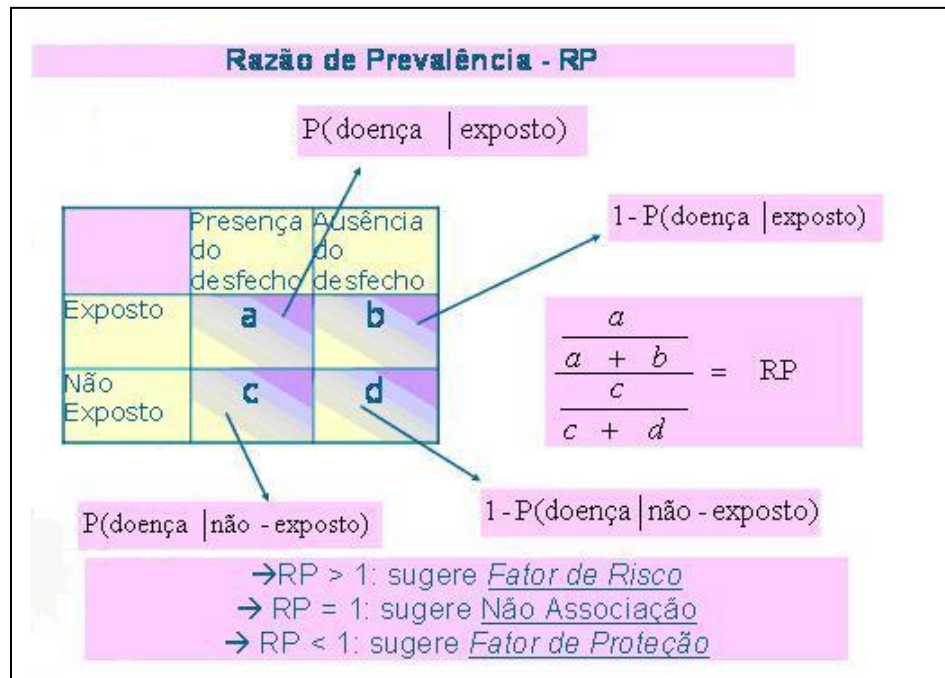 Razão de Prevalência - RP
P(doença | exposto)
Presença do desfecho
Ausência do desfecho
1 - P(doença | exposto)
Exposto
a
b
Não Exposto
c
d
a
a + b
c
c + d
= RP
P(doença | não - exposto)
1 - P(doença | não - exposto)
→RP > 1: sugere Fator de Risco
→ RP = 1: sugere Não Associação
→ RP < 1: sugere Fator de Proteção